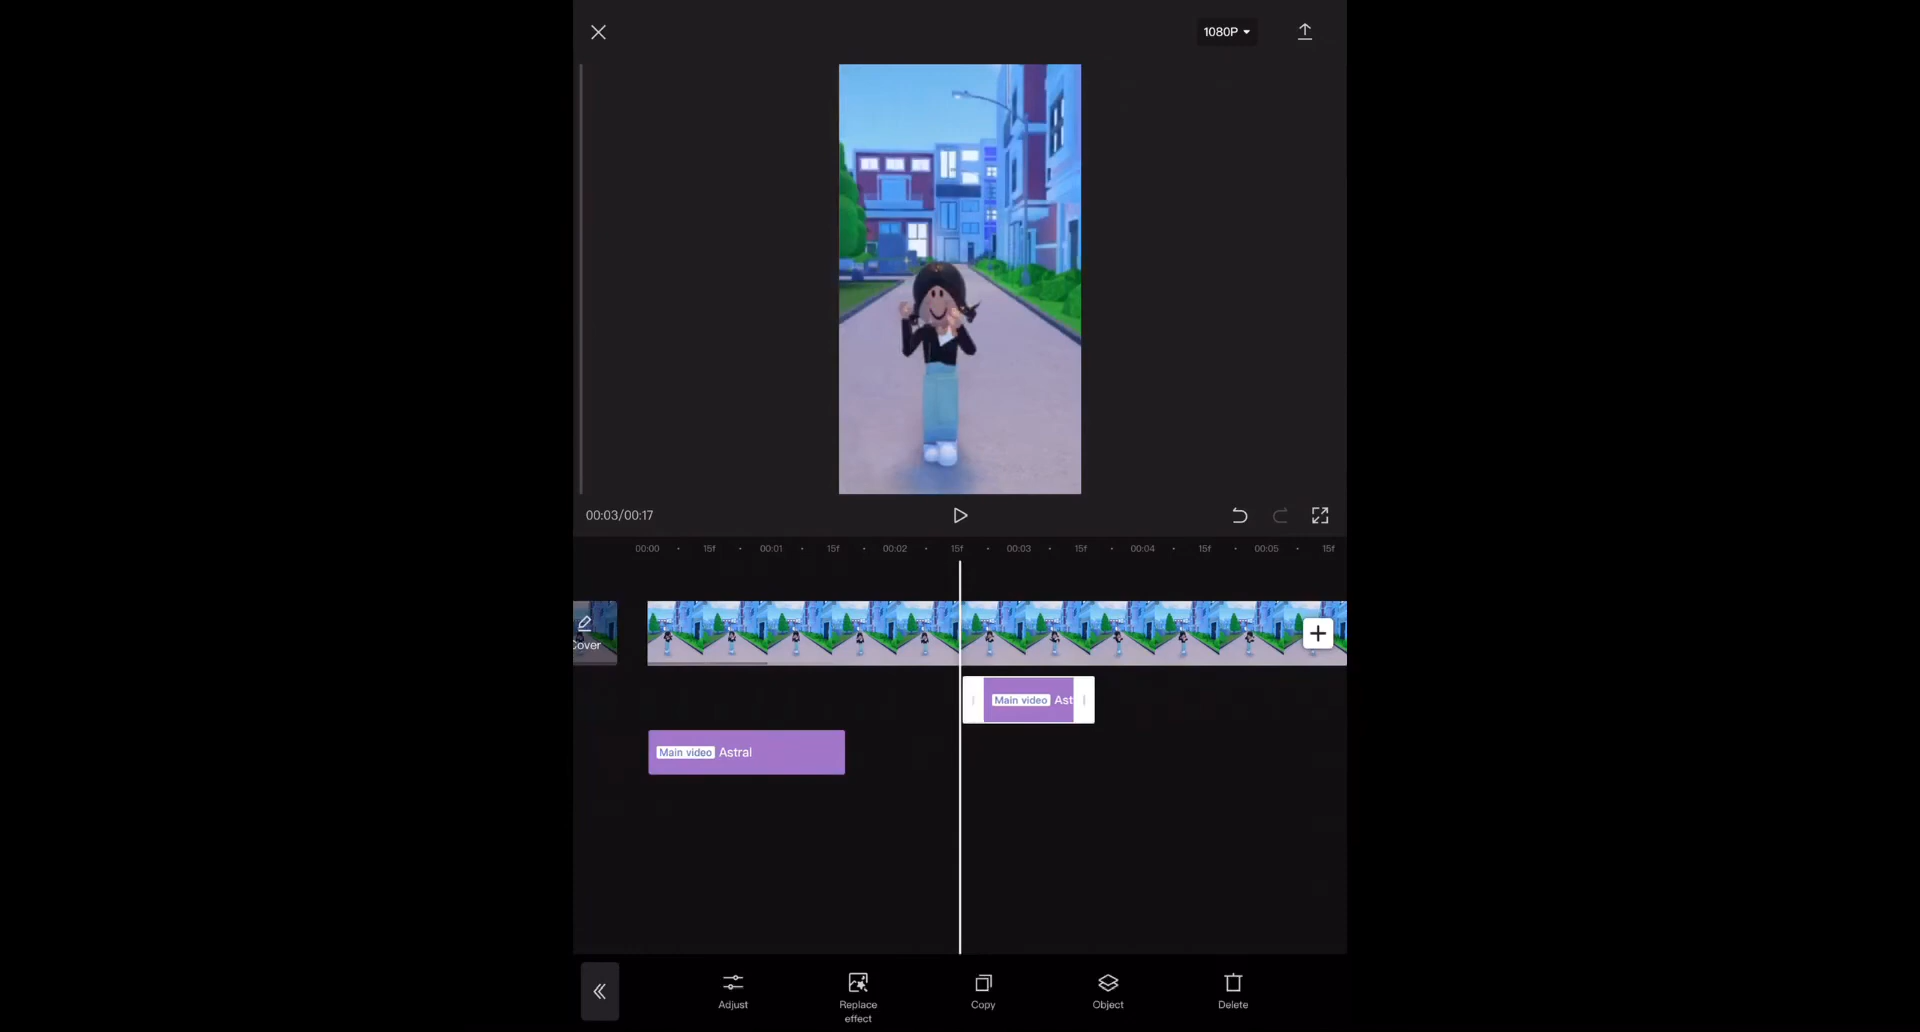 1080P
00:03/00:17
00:00 15f 00:01 15f 00:02 15f 00:03 15f 00:04 15f 00:05 15f
Cover
Main video Ast
Main video Astral
Adjust
Replace
effect
Copy
Object
Delete